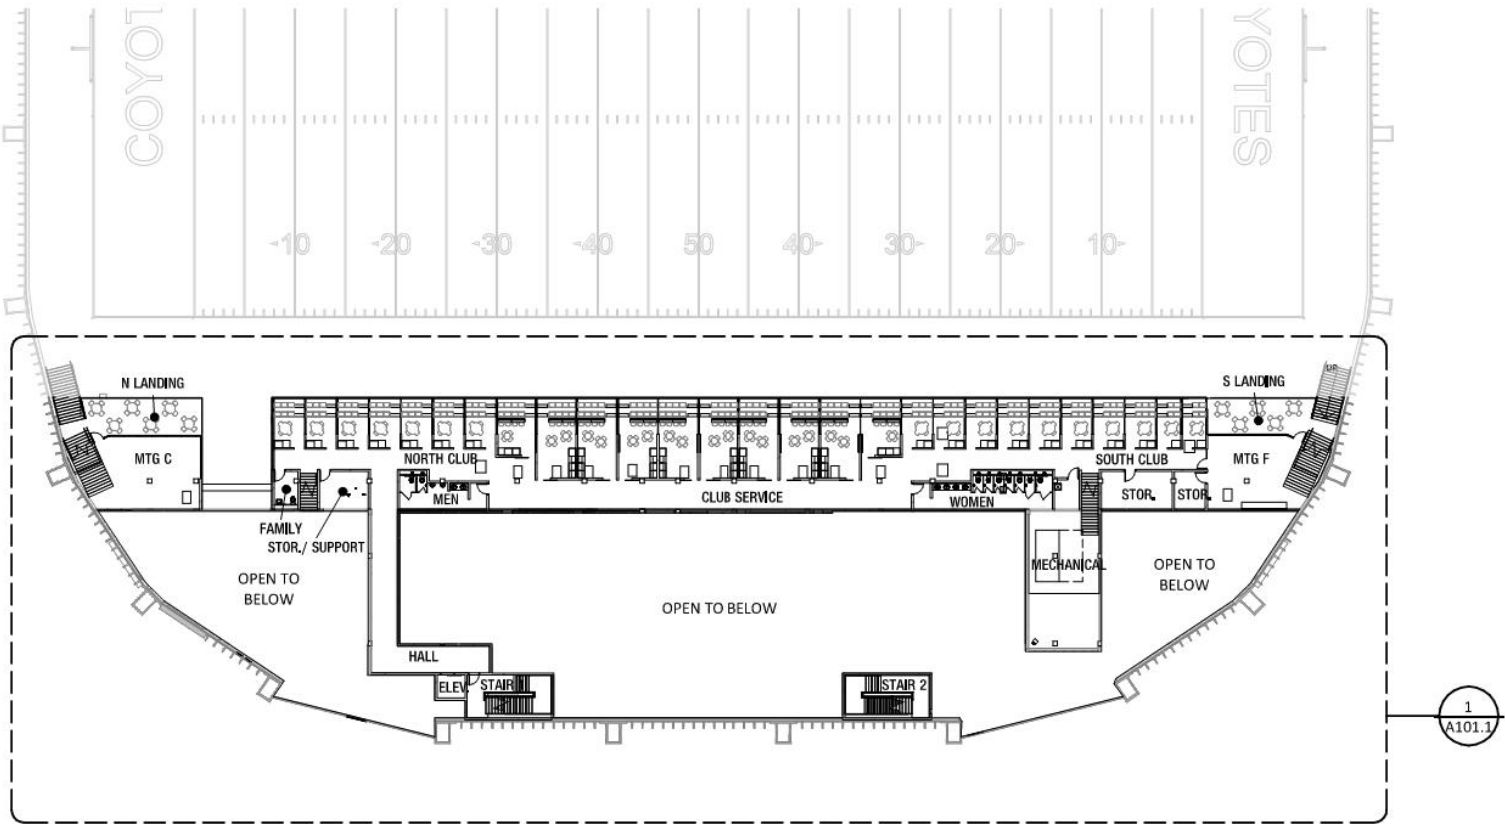 COYOT
YOTES
10
20
30
40
50
40
30
20
10
UP
N LANDING
S LANDING
MTG C
NORTH CLUB
SOUTH CLUB
MTG F
MEN
CLUB SERVICE
WOMEN
STOR.
STOR.
FAMILY
STOR./ SUPPORT
OPEN TO
BELOW
MECHANICAL
OPEN TO
BELOW
OPEN TO BELOW
HALL
ELEV.
STAIR
STAIR 2
1
A101.1